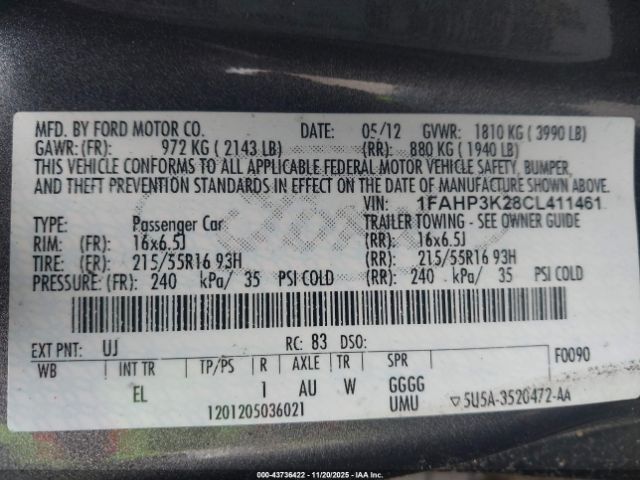 MFD. BY FORD MOTOR CO. DATE: 05/12 GVWR: 1810 KG ( 3990 LB)
GAWR: (FR): 972 KG ( 2143 LB) (RR): 880 KG ( 1940 LB)
THIS VEHICLE CONFORMS TO ALL APPLICABLE FEDERAL MOTOR VEHICLE SAFETY, BUMPER,
AND THEFT PREVENTION STANDARDS IN EFFECT ON THE DATE OF MANUFACTURE SHOWN ABOVE.
VIN: 1FAHP3K28CL411461
TYPE: Passenger Car TRAILER TOWING - SEE OWNER GUIDE
RIM: (FR): 16x6.5J (RR): 16x6.5J
TIRE: (FR): 215/55R16 93H (RR): 215/55R16 93H
PRESSURE: (FR): 240 kPa/ 35 PSI COLD (RR): 240 kPa/ 35 PSI COLD
EXT PNT: UJ RC: 83 DSO: F0090
WB INT TR TP/PS R AXLE TR SPR
EL 1 AU W GGGG
1201205036021 UMU ▽ 5U5A-3520472-AA
000-43736422 | 11/20/2025 | IAA Inc.